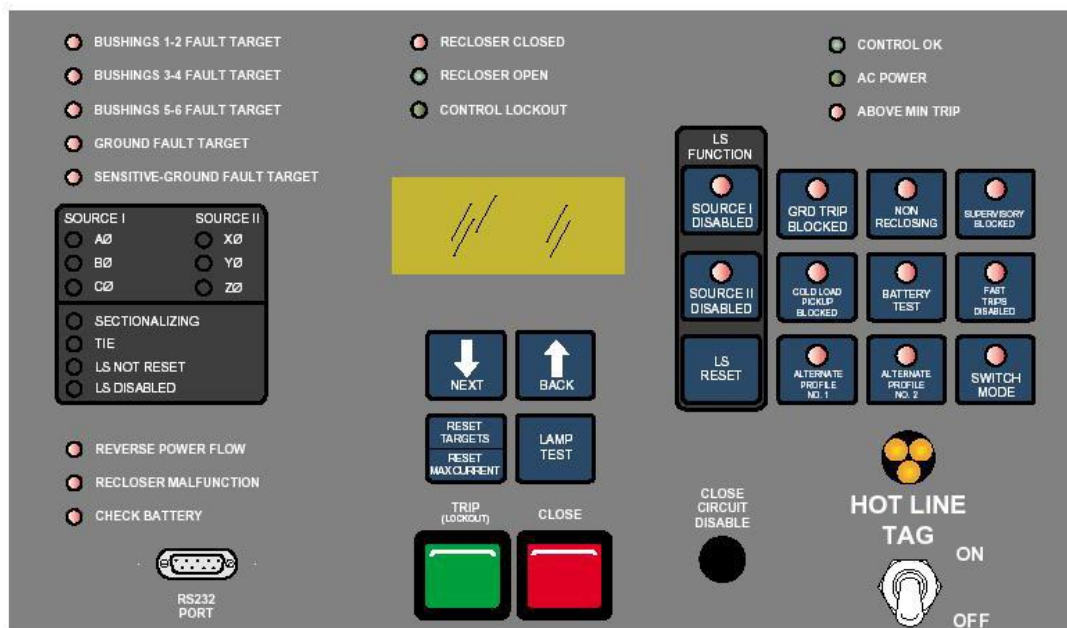 BUSHINGS 1-2 FAULT TARGET
BUSHINGS 3-4 FAULT TARGET
BUSHINGS 5-6 FAULT TARGET
GROUND FAULT TARGET
SENSITIVE-GROUND FAULT TARGET
SOURCE I
SOURCE II
AØ
XØ
BØ
YØ
CØ
ZØ
SECTIONALIZING
TIE
LS NOT RESET
LS DISABLED
REVERSE POWER FLOW
RECLOSER MALFUNCTION
CHECK BATTERY
RS232
PORT
RECLOSER CLOSED
RECLOSER OPEN
CONTROL LOCKOUT
NEXT
BACK
RESET
TARGETS
RESET
MAX CURRENT
LAMP
TEST
TRIP
(LOCKOUT)
CLOSE
CONTROL OK
AC POWER
ABOVE MIN TRIP
LS
FUNCTION
SOURCE I
DISABLED
SOURCE II
DISABLED
LS
RESET
GRD TRIP
BLOCKED
NON
RECLOSING
SUPERVISORY
BLOCKED
COLD LOAD
PICKUP
BLOCKED
BATTERY
TEST
FAST
TRIPS
DISABLED
ALTERNATE
PROFILE
NO. 1
ALTERNATE
PROFILE
NO. 2
SWITCH
MODE
CLOSE
CIRCUIT
DISABLE
HOT LINE
TAG
ON
OFF